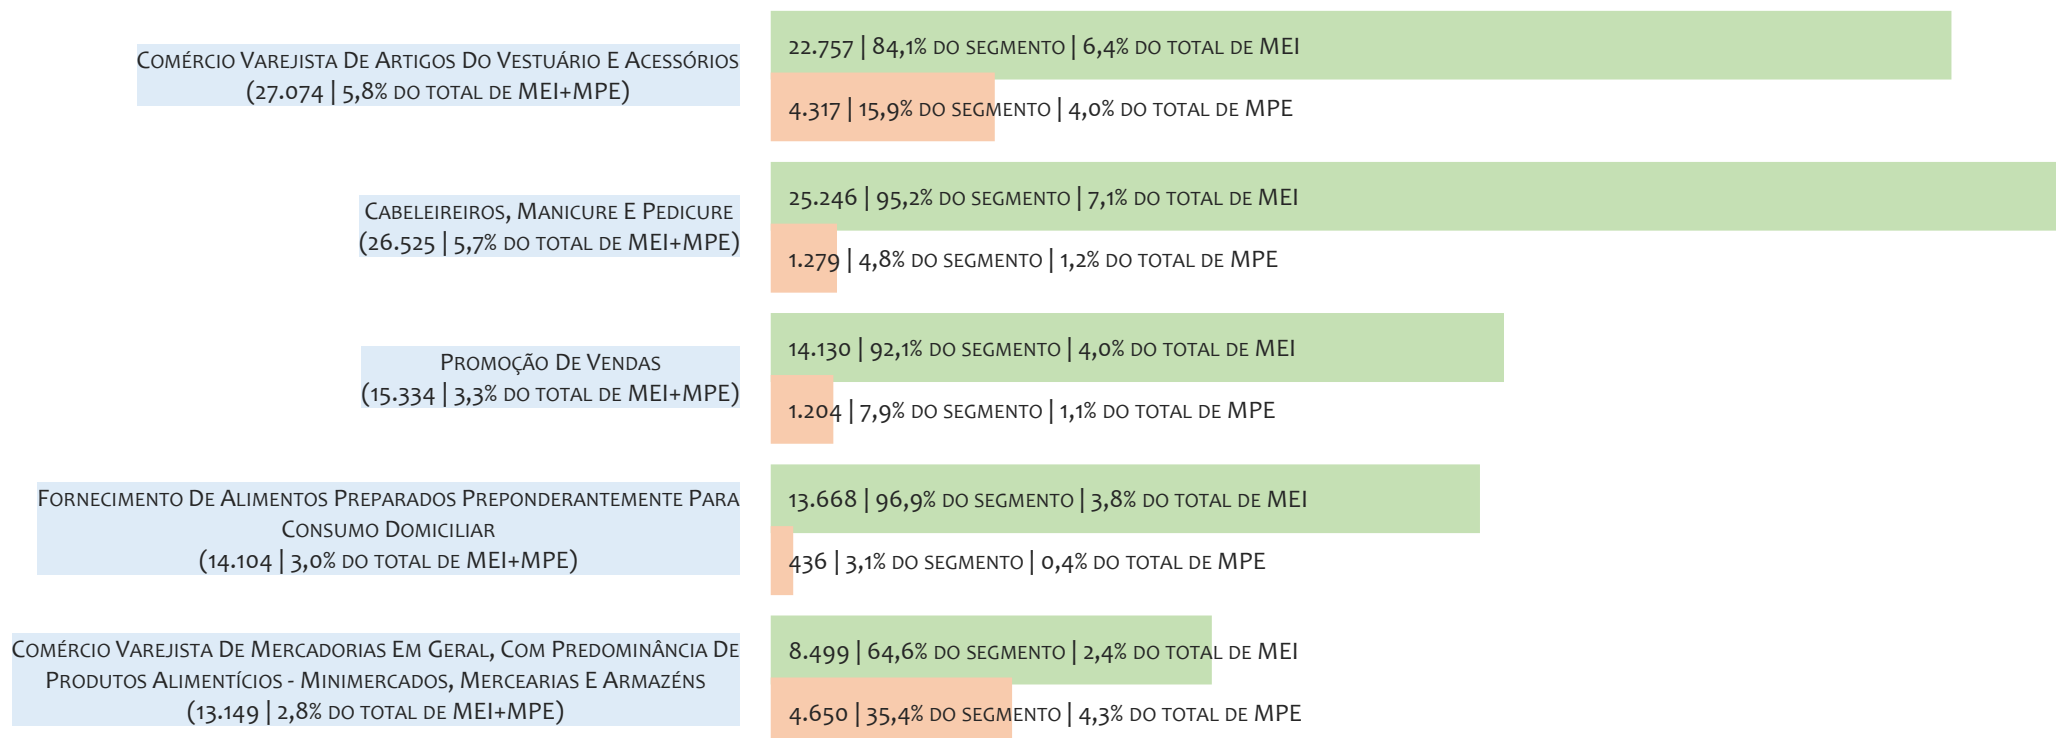 Comércio Varejista De Artigos Do Vestuário E Acessórios
(27.074 | 5,8% do total de MEI+MPE)
22.757 | 84,1% do segmento | 6,4% do total de MEI
4.317 | 15,9% do segmento | 4,0% do total de MPE
Cabeleireiros, Manicure E Pedicure
(26.525 | 5,7% do total de MEI+MPE)
25.246 | 95,2% do segmento | 7,1% do total de MEI
1.279 | 4,8% do segmento | 1,2% do total de MPE
Promoção De Vendas
(15.334 | 3,3% do total de MEI+MPE)
14.130 | 92,1% do segmento | 4,0% do total de MEI
1.204 | 7,9% do segmento | 1,1% do total de MPE
Fornecimento De Alimentos Preparados Preponderantemente Para
Consumo Domiciliar
(14.104 | 3,0% do total de MEI+MPE)
13.668 | 96,9% do segmento | 3,8% do total de MEI
436 | 3,1% do segmento | 0,4% do total de MPE
Comércio Varejista De Mercadorias Em Geral, Com Predominância De
Produtos Alimentícios - Minimercados, Mercearias E Armazéns
(13.149 | 2,8% do total de MEI+MPE)
8.499 | 64,6% do segmento | 2,4% do total de MEI
4.650 | 35,4% do segmento | 4,3% do total de MPE